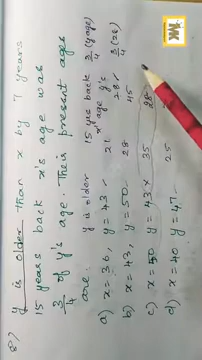 8) y is older than x by 7 years
15 years back x's age was
3/4 of y's age. Their present ages
are: y is older 15 yrs back 3/4 (y age)
x age y's
a) x = 36, y = 43 - 21 28 ✓ 3/4 (28)
b) x = 43, y = 50 - 28 45
c) x = 50 y = 43 × 35 28
d) x = 40 y = 47 - 25